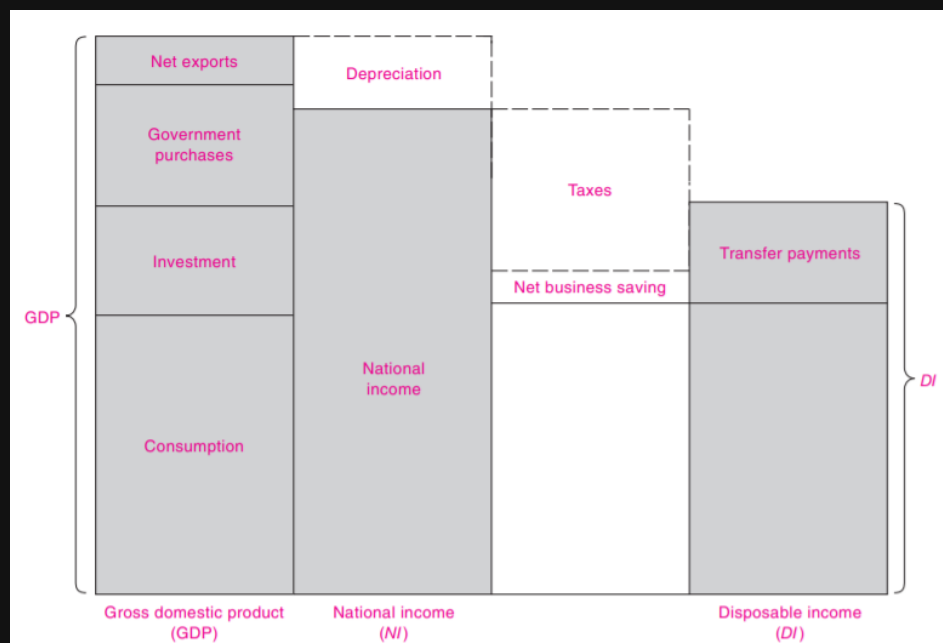 Net exports
Depreciation
Government
purchases
Taxes
Investment
Transfer payments
Net business saving
GDP
National
income
DI
Consumption
Gross domestic product
(GDP)
National income
(NI)
Disposable income
(DI)